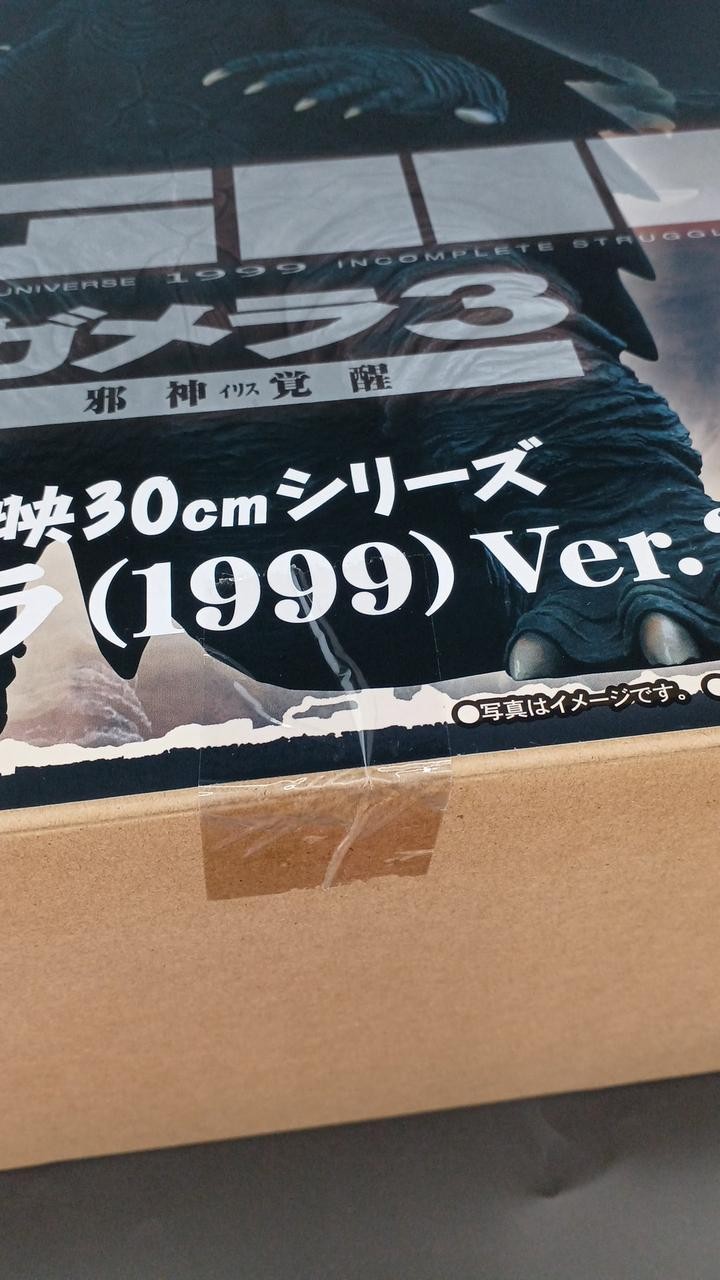 UNIVERSE 1999 INCOMPLETE STRUGGL
ガメラ3
邪神イリス覚醒
映30cmシリーズ
ラ(1999) Ver.
●写真はイメージです。